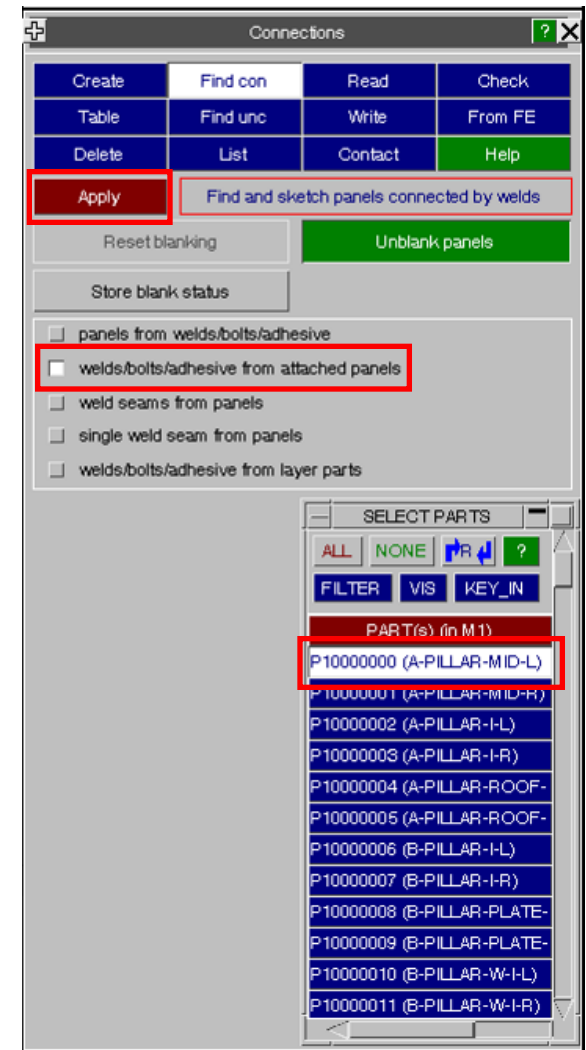 Connections ? X
Create Find con Read Check
Table Find unc Write From FE
Delete List Contact Help
Apply Find and sketch panels connected by welds
Reset blanking Unblank panels
Store blank status
panels from welds/bolts/adhesive
welds/bolts/adhesive from attached panels
weld seams from panels
single weld seam from panels
welds/bolts/adhesive from layer parts
SELECT PARTS
ALL NONE R ?
FILTER VIS KEY_IN
PART(s) (in M1)
P10000000 (A-PILLAR-MID-L)
P10000001 (A-PILLAR-MID-R)
P10000002 (A-PILLAR-I-L)
P10000003 (A-PILLAR-I-R)
P10000004 (A-PILLAR-ROOF-
P10000005 (A-PILLAR-ROOF-
P10000006 (B-PILLAR-I-L)
P10000007 (B-PILLAR-I-R)
P10000008 (B-PILLAR-PLATE-
P10000009 (B-PILLAR-PLATE-
P10000010 (B-PILLAR-W-I-L)
P10000011 (B-PILLAR-W-I-R)